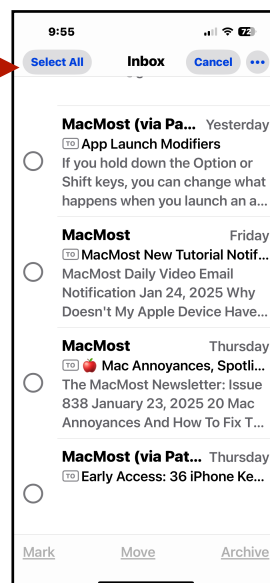 9:55
72
Select All Inbox Cancel
MacMost (via Pa... Yesterday
TO App Launch Modifiers
If you hold down the Option or
Shift keys, you can change what
happens when you launch an a...
MacMost Friday
TO MacMost New Tutorial Notif...
MacMost Daily Video Email
Notification Jan 24, 2025 Why
Doesn't My Apple Device Have...
MacMost Thursday
TO 🍎 Mac Annoyances, Spotli...
The MacMost Newsletter: Issue
838 January 23, 2025 20 Mac
Annoyances And How To Fix T...
MacMost (via Pat... Thursday
TO Early Access: 36 iPhone Ke...
Mark Move Archive